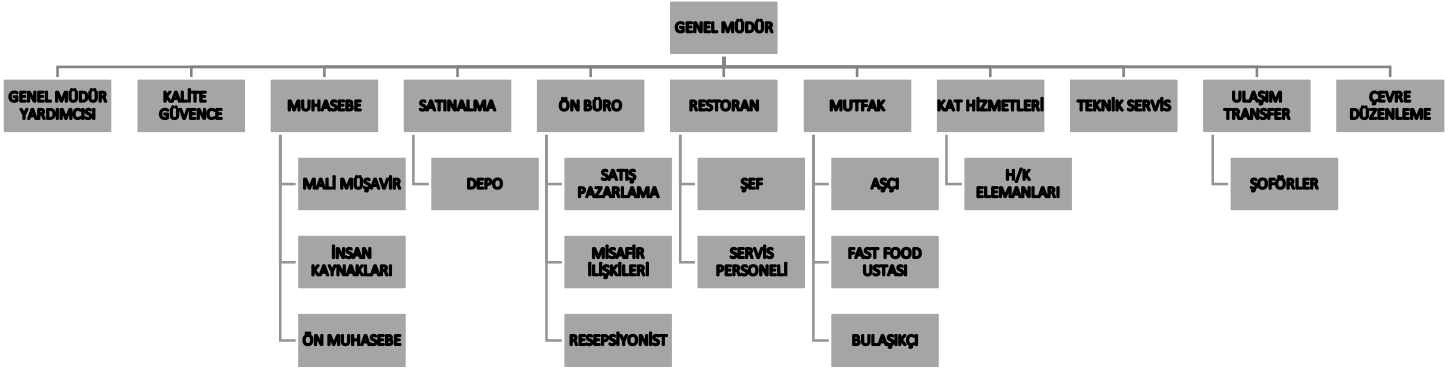 GENEL MÜDÜR
GENEL MÜDÜR
YARDIMCISI
KALİTE
GÜVENCE
MUHASEBE
SATINALMA
ÖN BÜRO
RESTORAN
MUTFAK
KAT HİZMETLERİ
TEKNİK SERVİS
ULAŞIM
TRANSFER
ÇEVRE
DÜZENLEME
MALİ MÜŞAVİR
İNSAN
KAYNAKLARI
ÖN MUHASEBE
DEPO
SATIŞ
PAZARLAMA
MİSAFİR
İLİŞKİLERİ
RESEPSİYONİST
ŞEF
SERVİS
PERSONELİ
AŞÇI
FAST FOOD
USTASI
BULAŞIKÇI
H/K
ELEMANLARI
ŞOFÖRLER